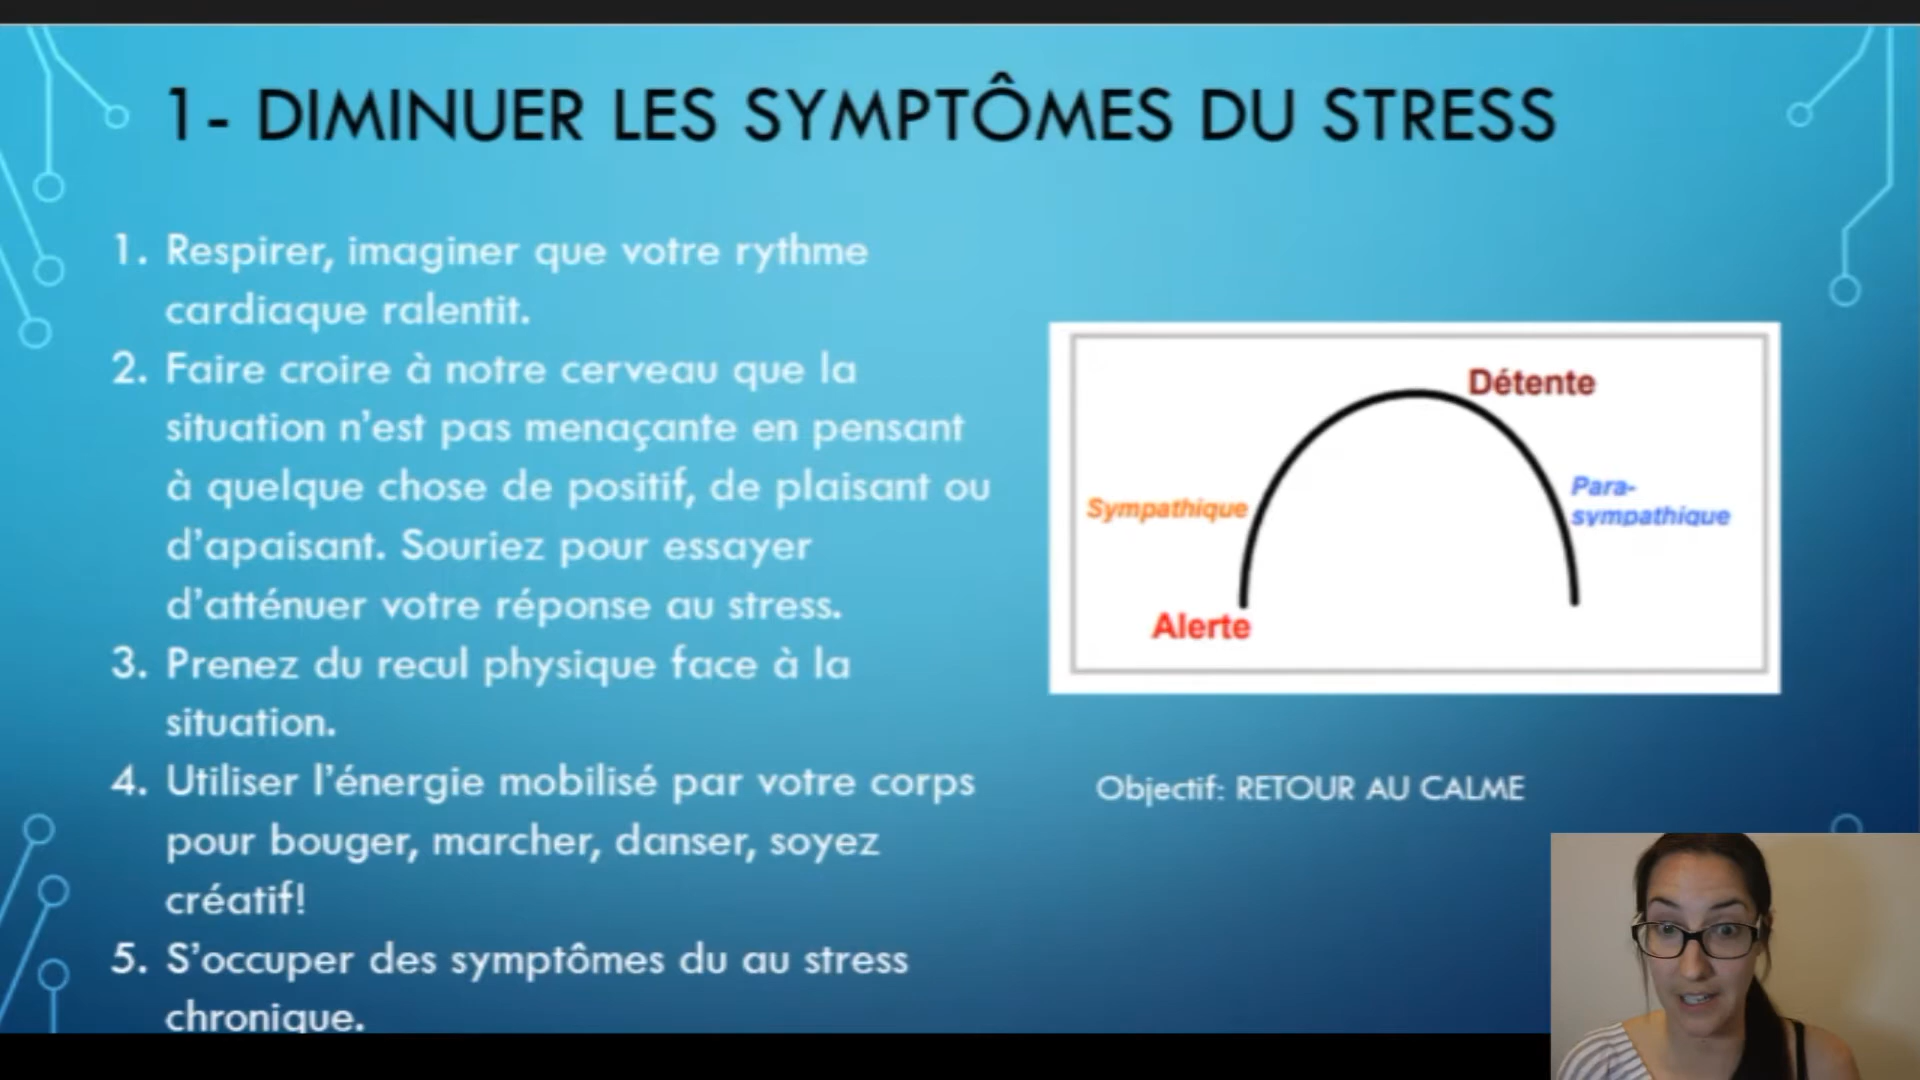 1- DIMINUER LES SYMPTÔMES DU STRESS
1. Respirer, imaginer que votre rythme
cardiaque ralentit.
2. Faire croire à notre cerveau que la
situation n'est pas menaçante en pensant
à quelque chose de positif, de plaisant ou
d'apaisant. Souriez pour essayer
d'atténuer votre réponse au stress.
3. Prenez du recul physique face à la
situation.
4. Utiliser l'énergie mobilisé par votre corps
pour bouger, marcher, danser, soyez
créatif!
5. S'occuper des symptômes du au stress
chronique.
Détente
Sympathique
Para-
sympathique
Alerte
Objectif: RETOUR AU CALME